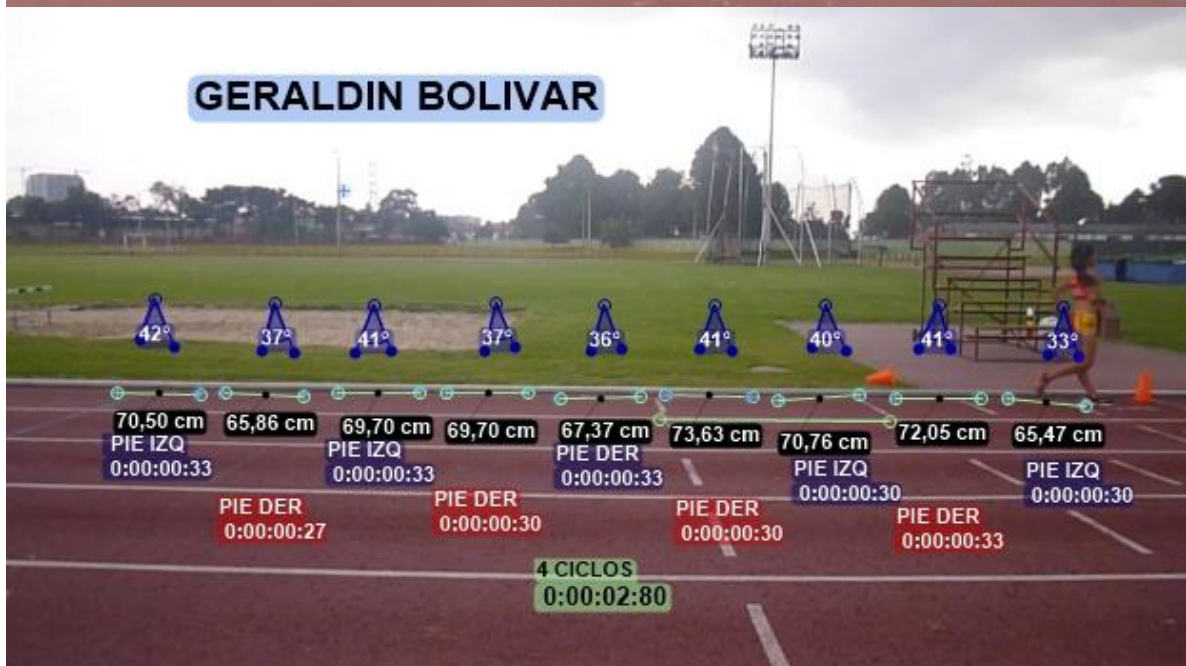 GERALDIN BOLIVAR
42° 37° 41° 37° 36° 41° 40° 41° 33°
70,50 cm 65,86 cm 69,70 cm 69,70 cm 67,37 cm 73,63 cm 70,76 cm 72,05 cm 65,47 cm
PIE IZQ
0:00:00:33
PIE DER
0:00:00:27
PIE IZQ
0:00:00:33
PIE DER
0:00:00:30
PIE DER
0:00:00:33
PIE DER
0:00:00:30
PIE IZQ
0:00:00:30
PIE DER
0:00:00:33
PIE IZQ
0:00:00:30
4 CICLOS
0:00:02:80